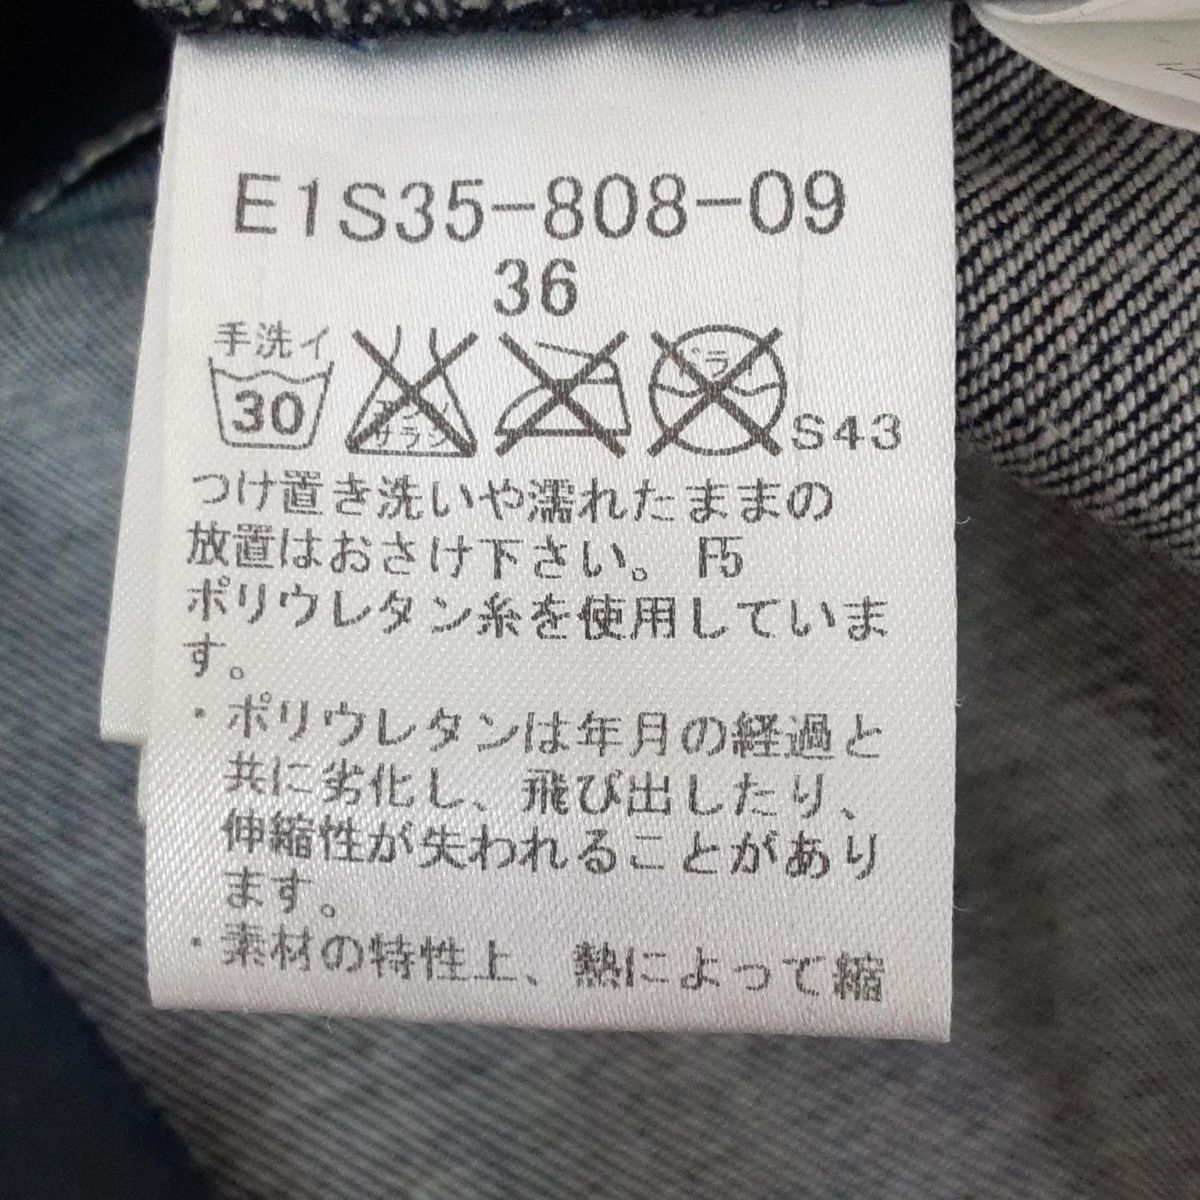 E1S35-808-09
36
手洗イ
30
エンソ
サラシ
ドラ
S43
つけ置き洗いや濡れたままの
放置はおさけ下さい。 F5
ポリウレタン糸を使用していま
す。
・ポリウレタンは年月の経過と
共に劣化し、飛び出したり、
伸縮性が失われることがあり
ます。
・素材の特性上、熱によって縮